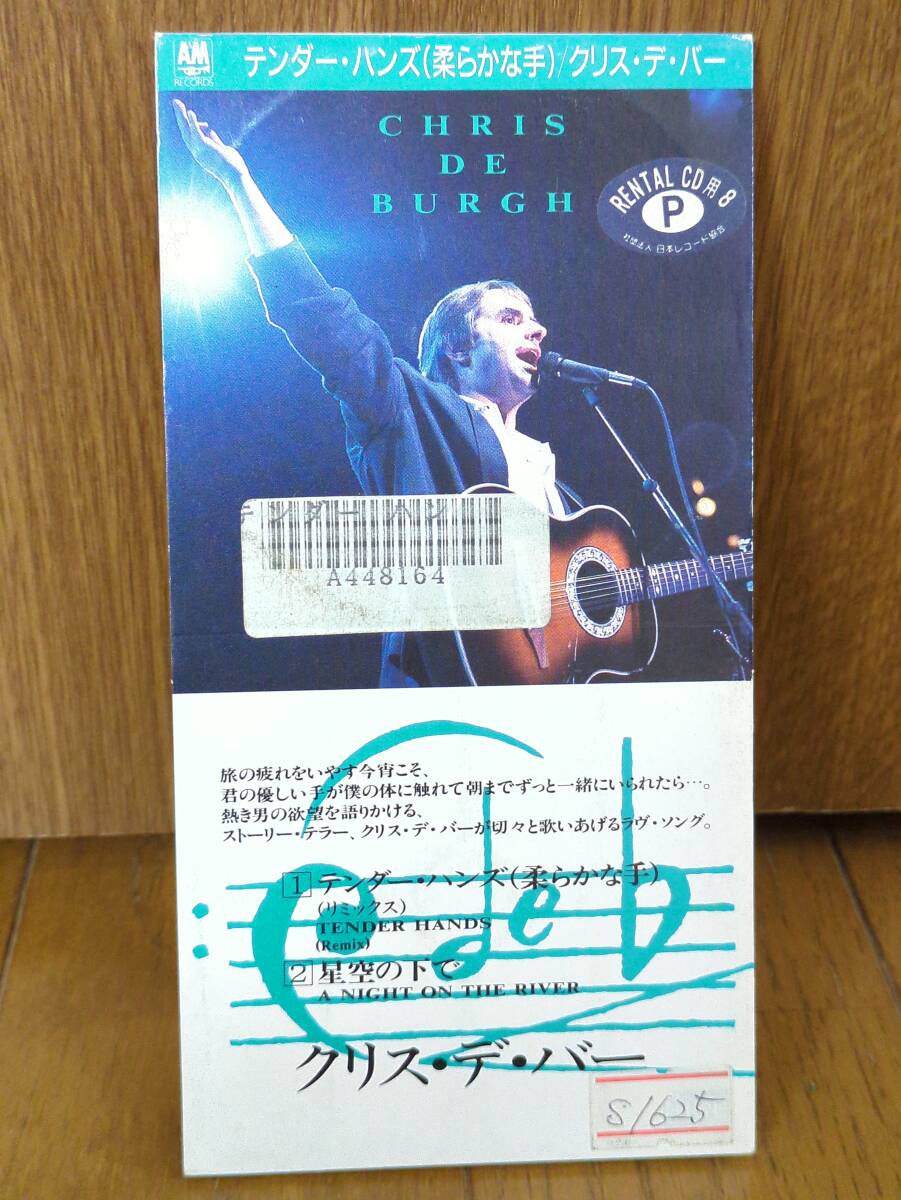 A&M
RECORDS
テンダー・ハンズ(柔らかな手)/クリス・デ・バー
CHRIS
DE
BURGH
RENTAL CD用 8
P
社団法人 日本レコード協会
テンダー ハン
A448164
旅の疲れをいやす今宵こそ、
君の優しい手が僕の体に触れて朝までずっと一緒にいられたら…。
熱き男の欲望を語りかける、
ストーリー・テラー、クリス・デ・バーが切々と歌いあげるラヴ・ソング。
C de b
1 テンダー・ハンズ(柔らかな手)
(リミックス)
TENDER HANDS
(Remix)
2 星空の下で
A NIGHT ON THE RIVER
クリス・デ・バー
S1625